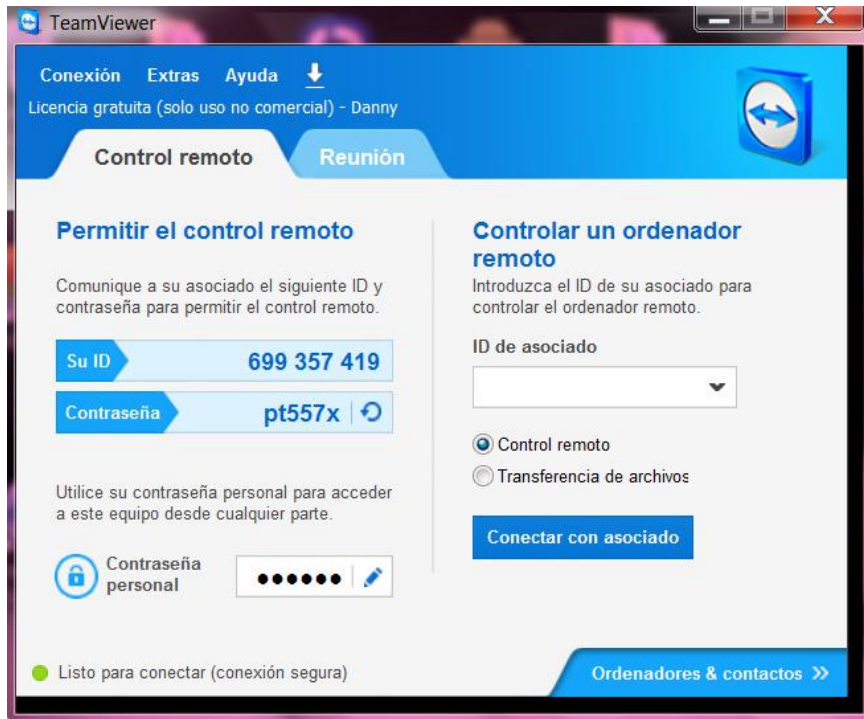 TeamViewer
Conexión Extras Ayuda
Licencia gratuita (solo uso no comercial) - Danny
Control remoto Reunión
Permitir el control remoto
Comunique a su asociado el siguiente ID y
contraseña para permitir el control remoto.
Su ID 699 357 419
Contraseña pt557x
Utilice su contraseña personal para acceder
a este equipo desde cualquier parte.
Contraseña
personal ••••••
Controlar un ordenador
remoto
Introduzca el ID de su asociado para
controlar el ordenador remoto.
ID de asociado
Control remoto
Transferencia de archivos
Conectar con asociado
Listo para conectar (conexión segura)
Ordenadores & contactos >>